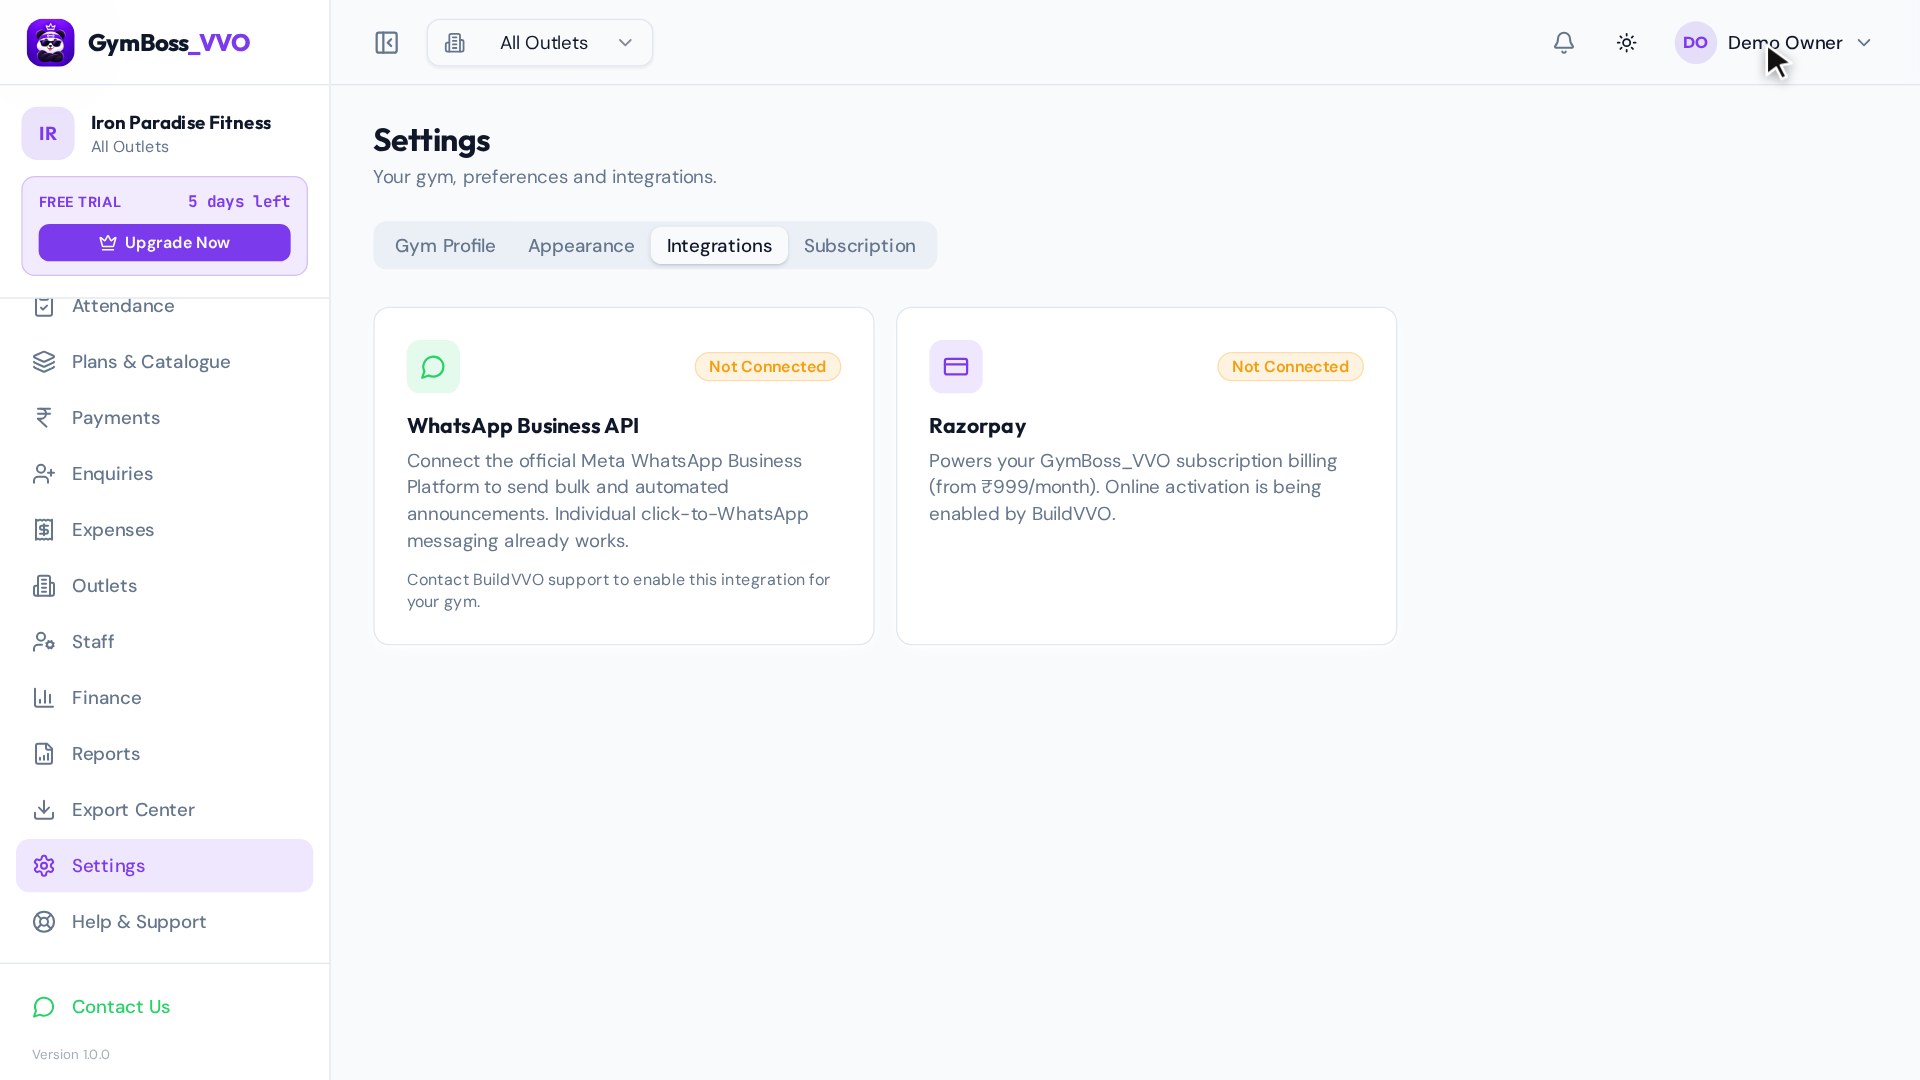 GymBoss_VVO
All Outlets
DO
Demo Owner
IR
Iron Paradise Fitness
All Outlets
FREE TRIAL
5 days left
Upgrade Now
Attendance
Plans & Catalogue
Payments
Enquiries
Expenses
Outlets
Staff
Finance
Reports
Export Center
Settings
Help & Support
Contact Us
Version 1.0.0
Settings
Your gym, preferences and integrations.
Gym Profile
Appearance
Integrations
Subscription
Not Connected
WhatsApp Business API
Connect the official Meta WhatsApp Business
Platform to send bulk and automated
announcements. Individual click-to-WhatsApp
messaging already works.
Contact BuildVVO support to enable this integration for
your gym.
Not Connected
Razorpay
Powers your GymBoss_VVO subscription billing
(from ₹999/month). Online activation is being
enabled by BuildVVO.